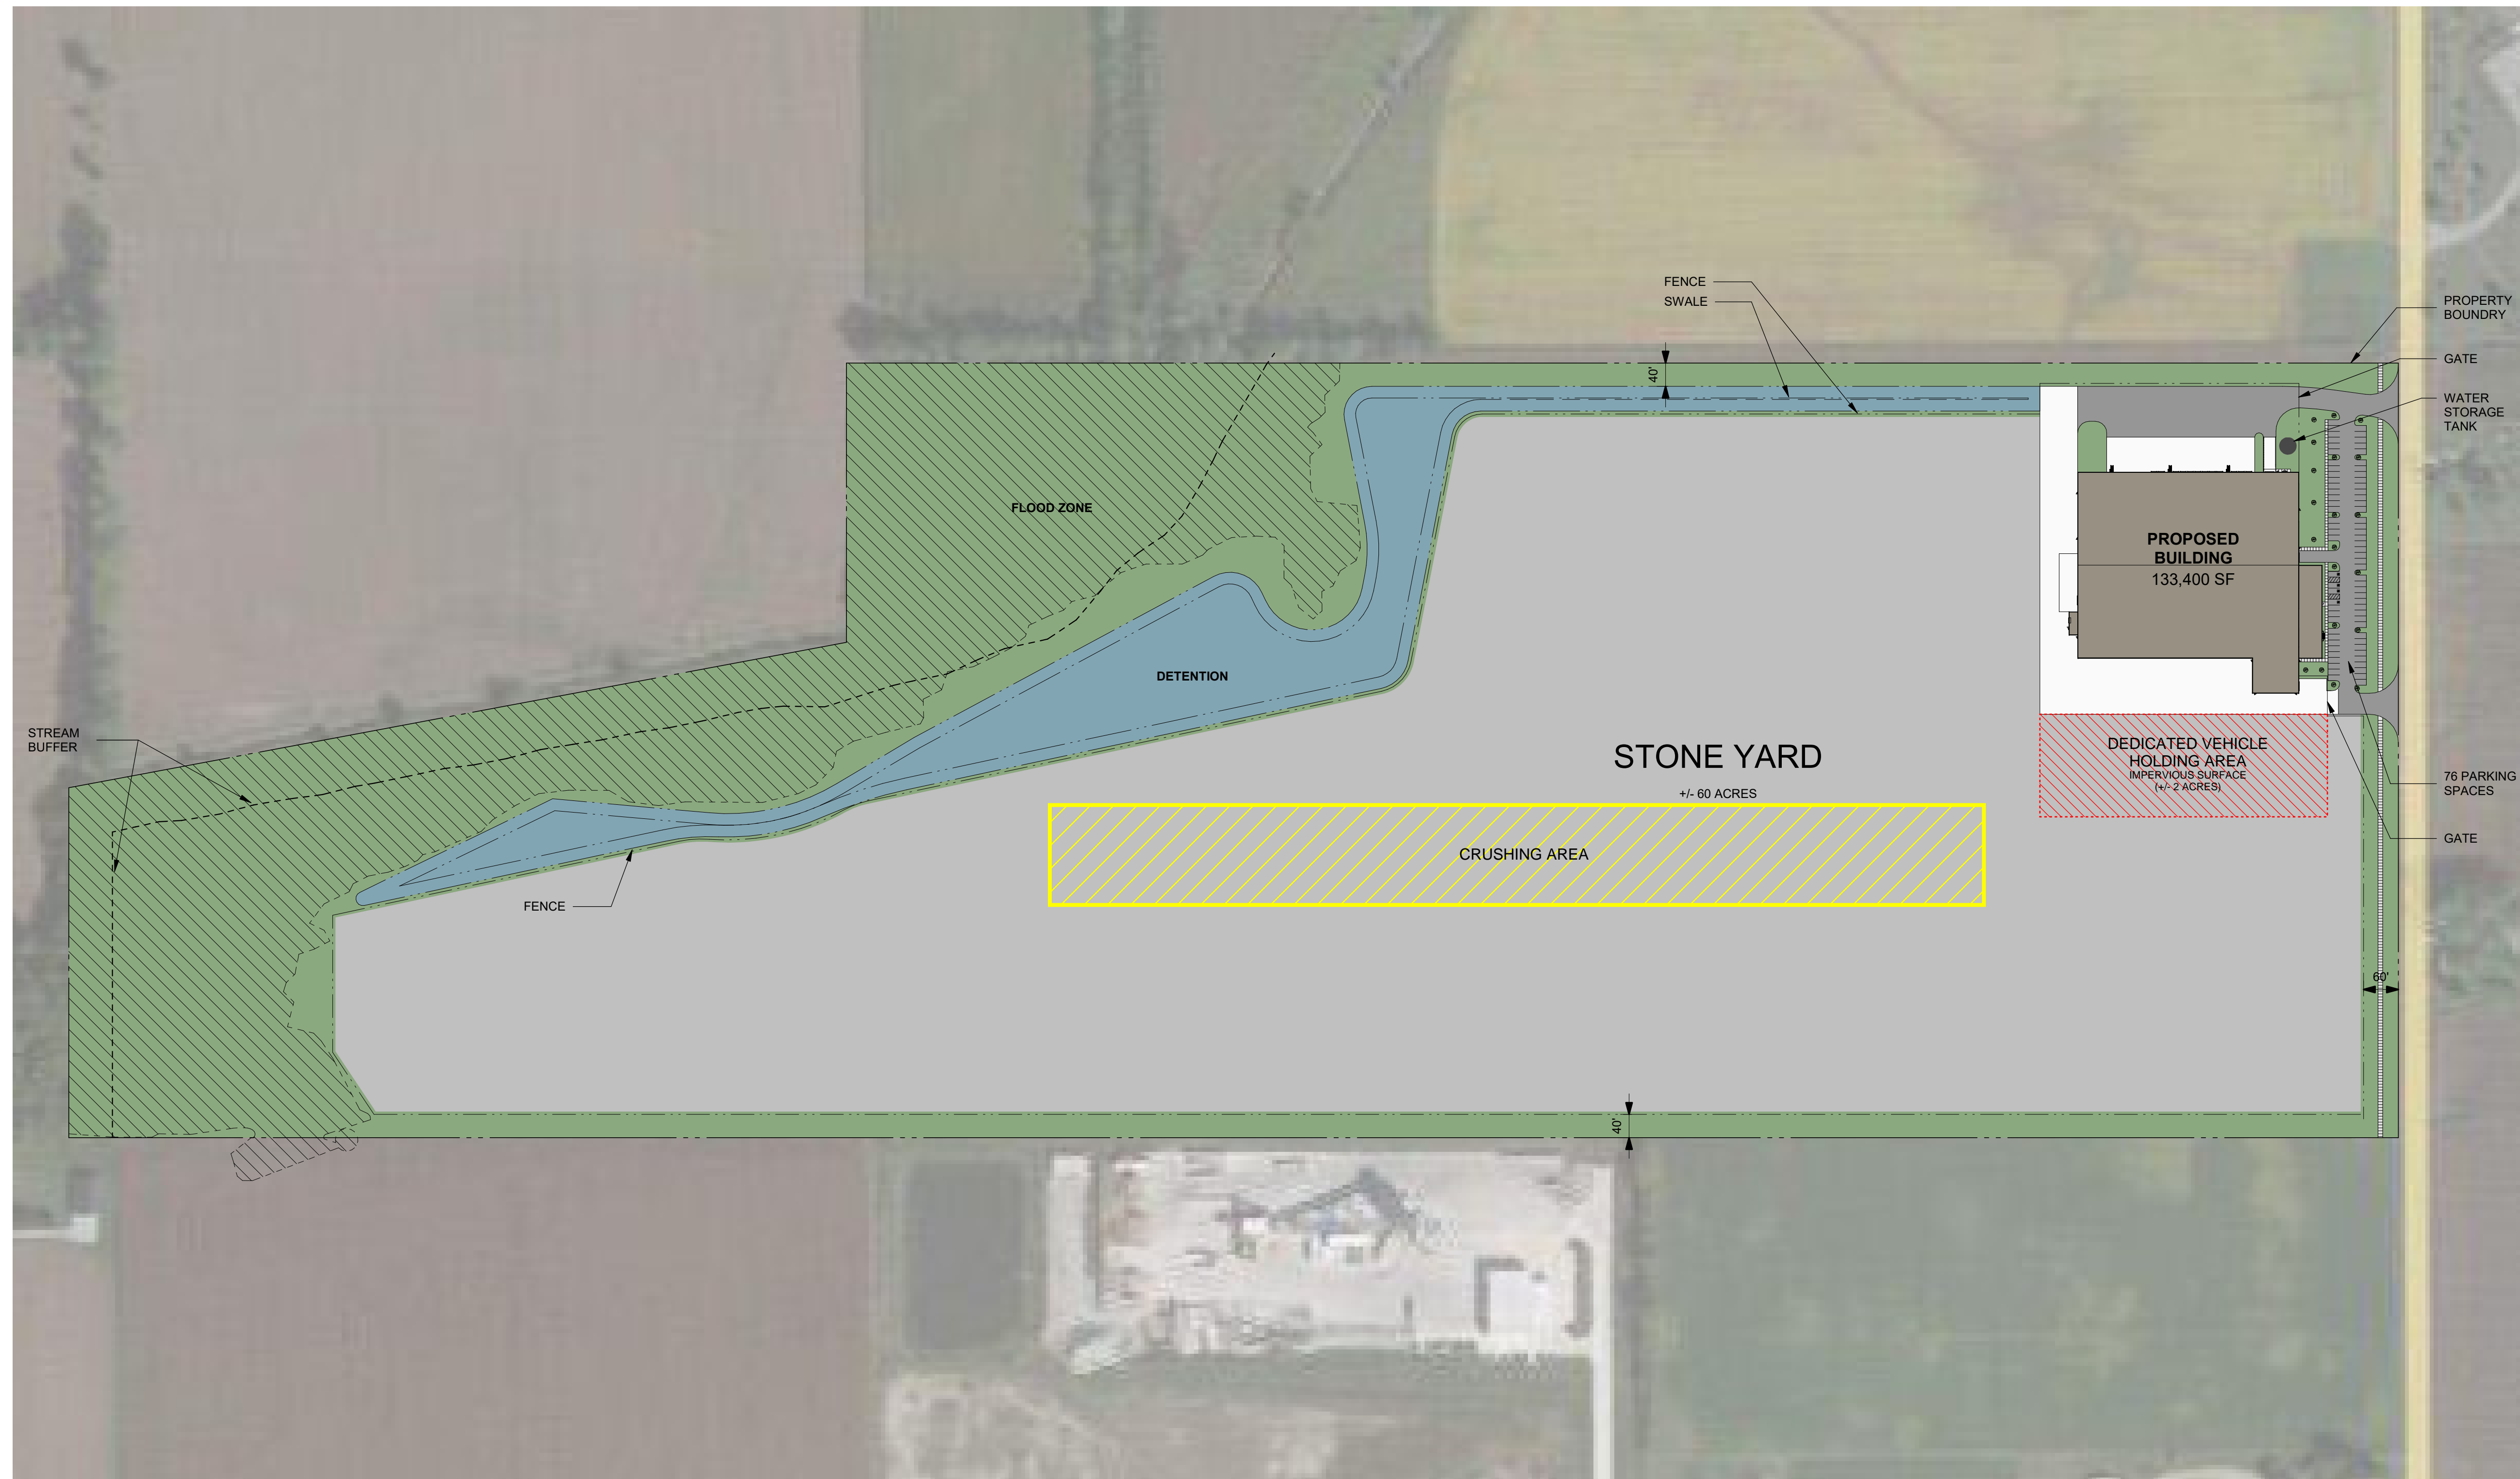 FENCE
SWALE
40'
PROPERTY
BOUNDRY
GATE
WATER
STORAGE
TANK
FLOOD ZONE
PROPOSED
BUILDING
133,400 SF
DETENTION
STREAM
BUFFER
STONE YARD
+/- 60 ACRES
DEDICATED VEHICLE
HOLDING AREA
IMPERVIOUS SURFACE
(+/- 2 ACRES)
76 PARKING
SPACES
CRUSHING AREA
GATE
FENCE
60'
40'